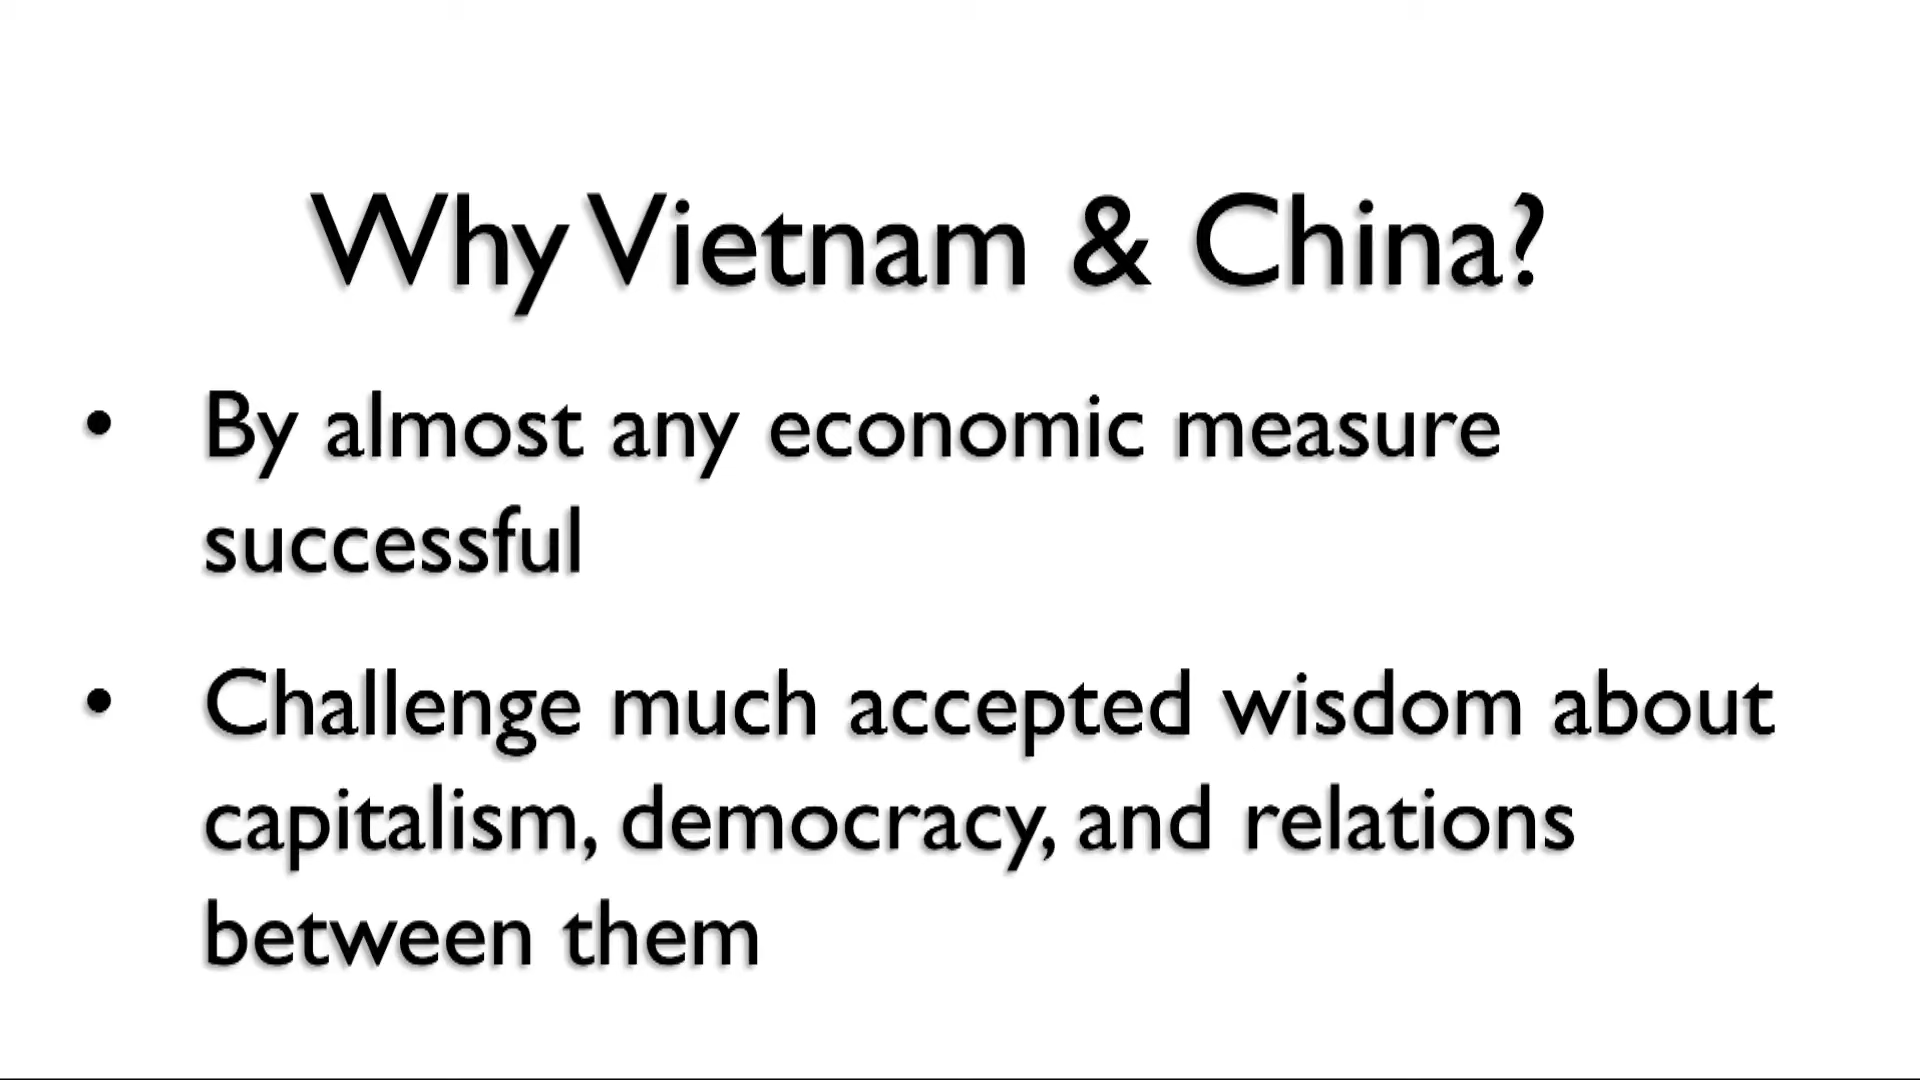 Why Vietnam & China?
• By almost any economic measure
successful
• Challenge much accepted wisdom about
capitalism, democracy, and relations
between them